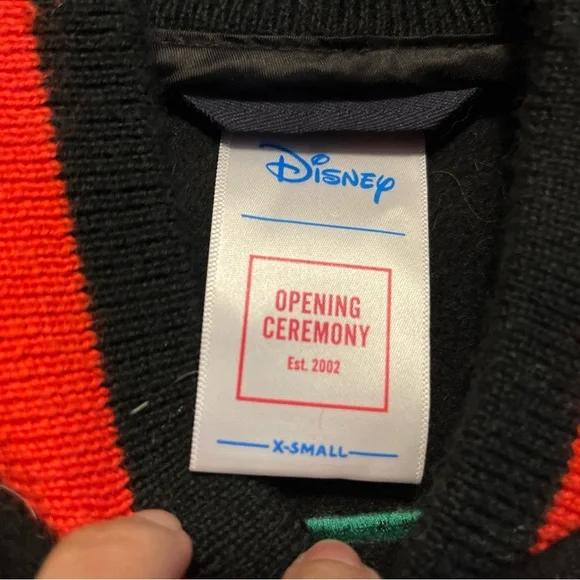 Disney
OPENING
CEREMONY
Est. 2002
X-SMALL